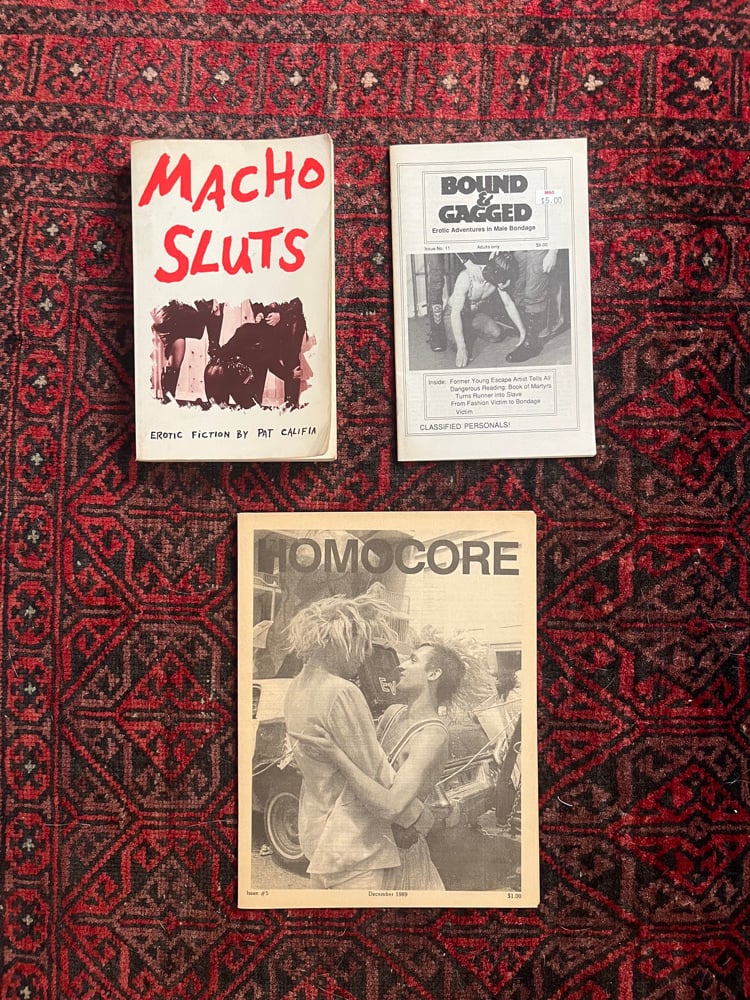 MACHO
SLUTS
EROTIC FICTION BY PAT CALIFIA
BOUND
&
GAGGED
$5.00
Erotic Adventures in Male Bondage
Issue No. 11 Adults only $5.00
Inside: Former Young Escape Artist Tells All
Dangerous Reading: Book of Martyrs
Turns Runner into Slave
From Fashion Victim to Bondage
Victim
CLASSIFIED PERSONALS!
HOMOCORE
Issue #5 December 1989 $1.00